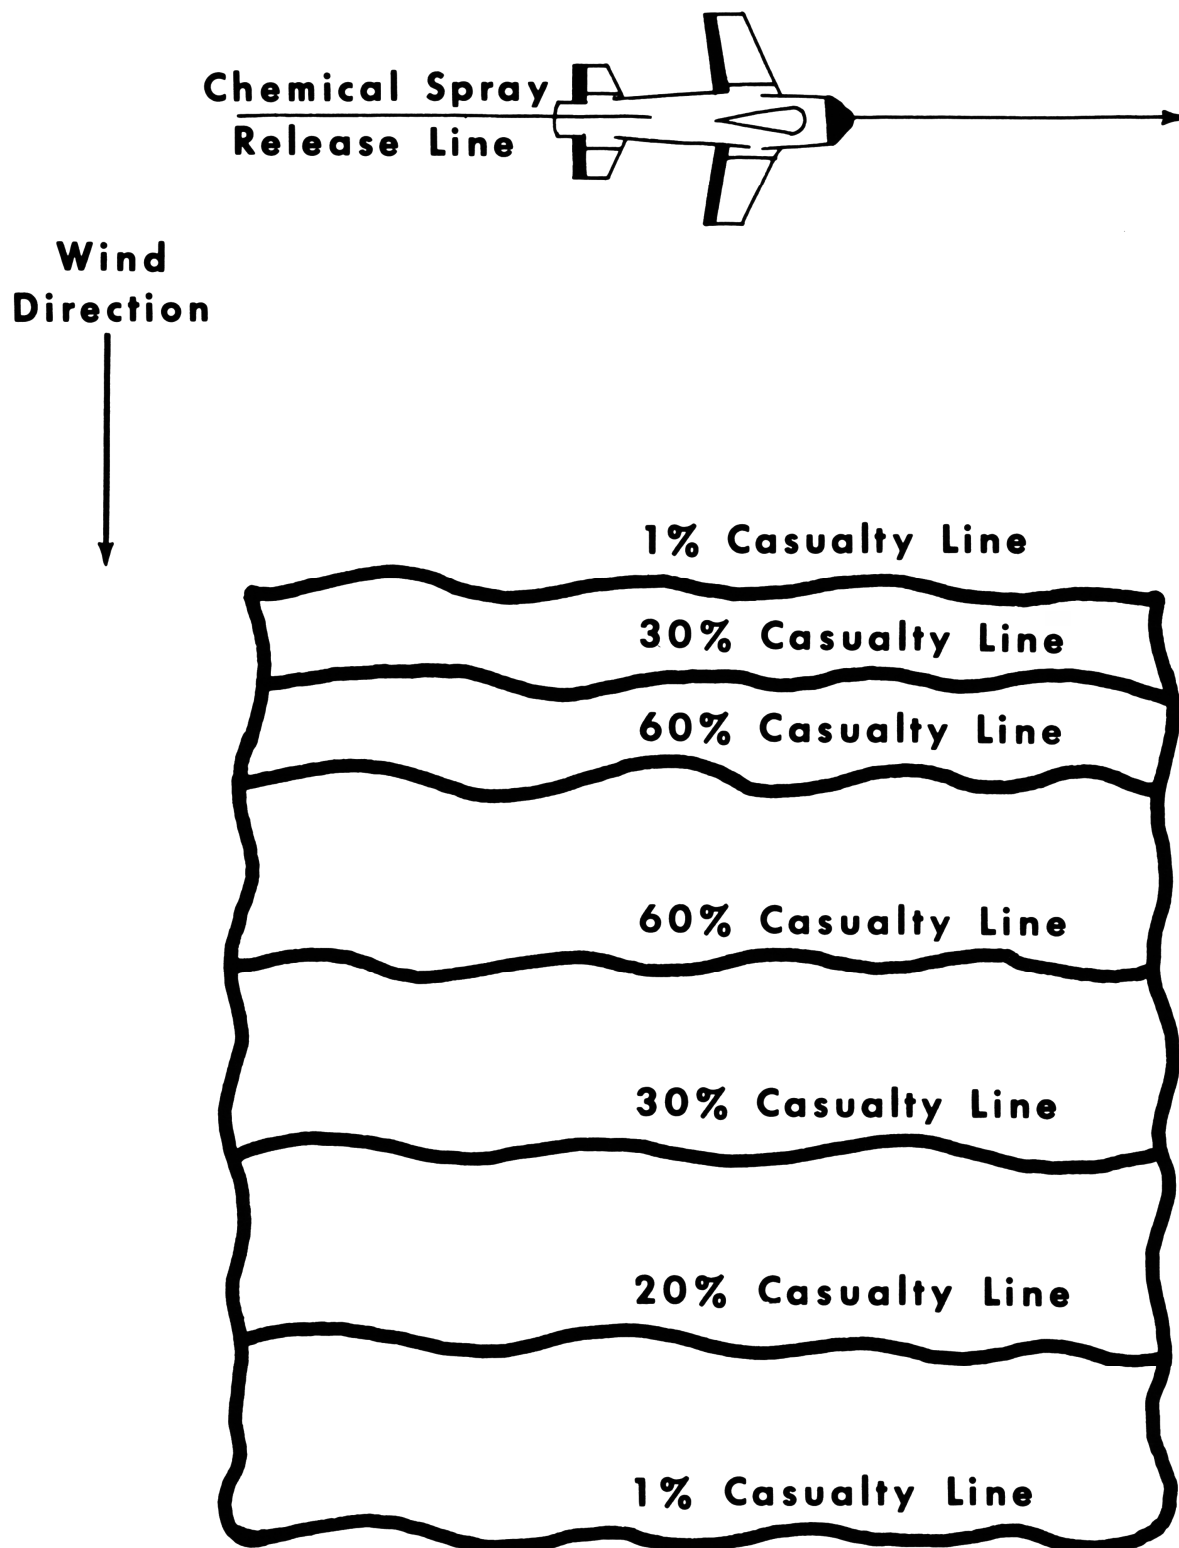 Chemical Spray
Release Line
Wind
Direction
1% Casualty Line
30% Casualty Line
60% Casualty Line
60% Casualty Line
30% Casualty Line
20% Casualty Line
1% Casualty Line